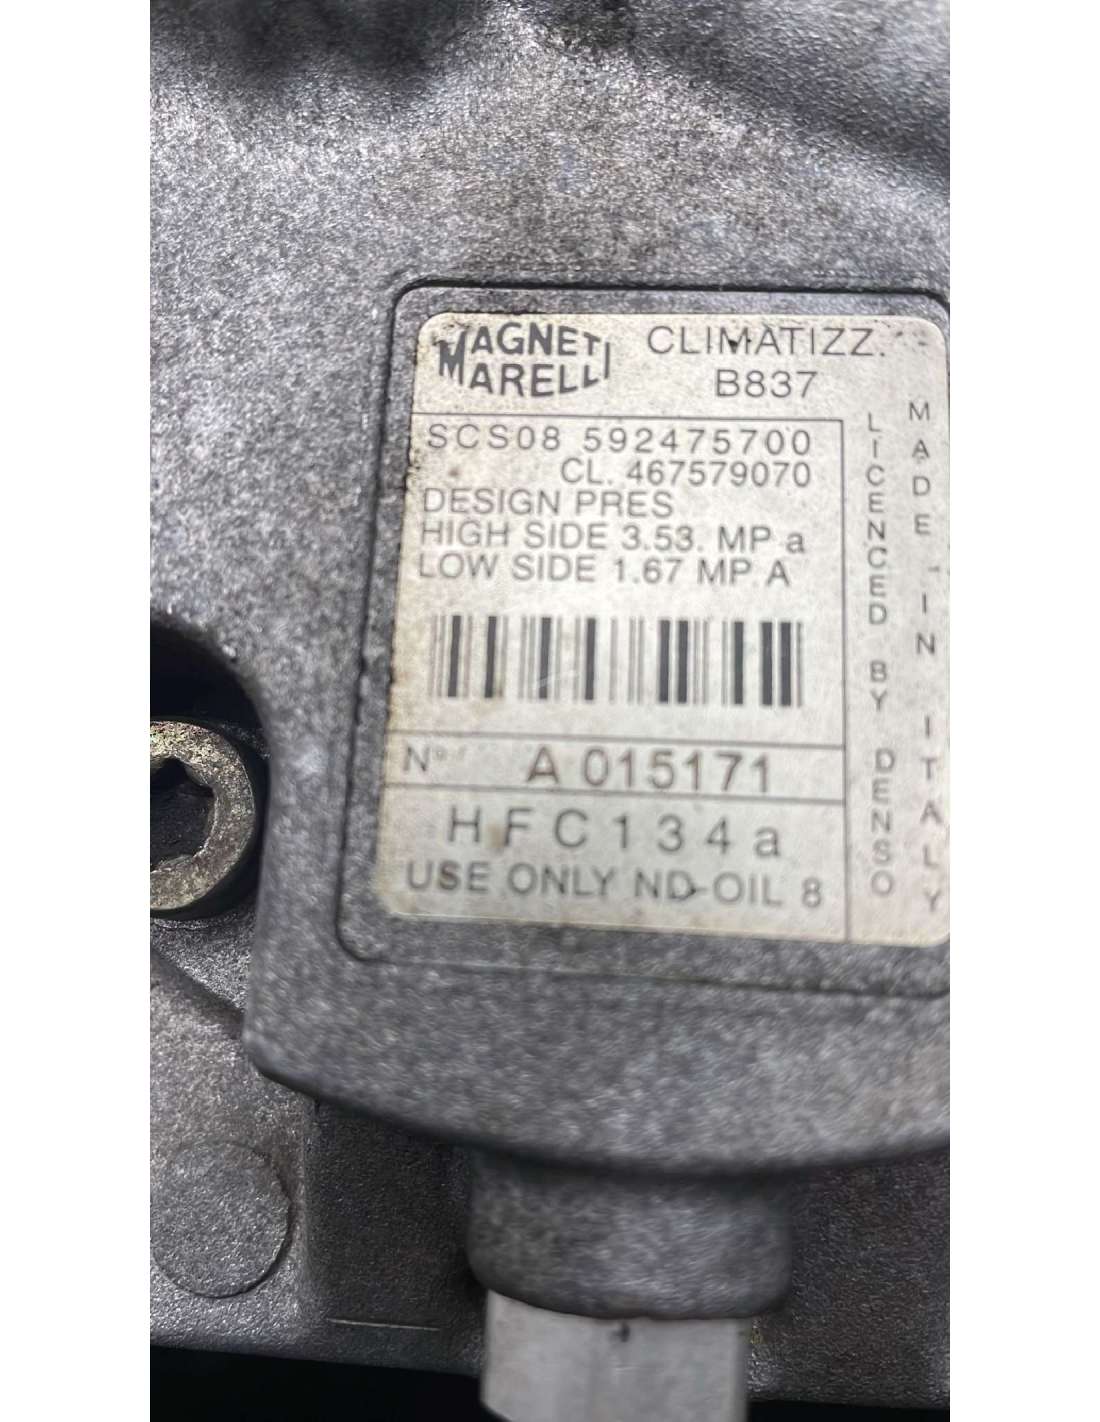 MAGNETI
MARELLI
CLIMATIZZ.
B837
SCS08 592475700
CL. 467579070
DESIGN PRES
HIGH SIDE 3.53. MP a
LOW SIDE 1.67 MP A
N° A 015171
HFC134a
USE ONLY ND-OIL 8
LICENCED BY DENSO
MADE IN ITALY